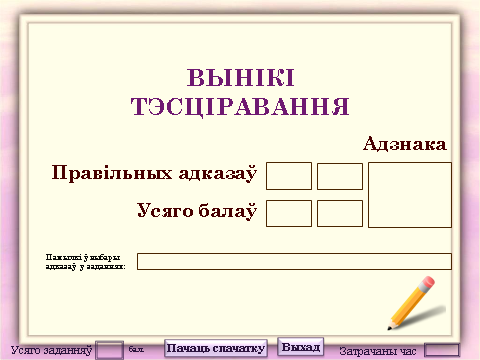 ВЫНІКІ
ТЭСЦІРАВАННЯ
Адзнака
Правільных адказаў
Усяго балаў
Памылкі ў выбары
адказаў у заданнях:
Усяго заданняў
бал.
Пачаць спачатку
Выхад
Затрачаны час